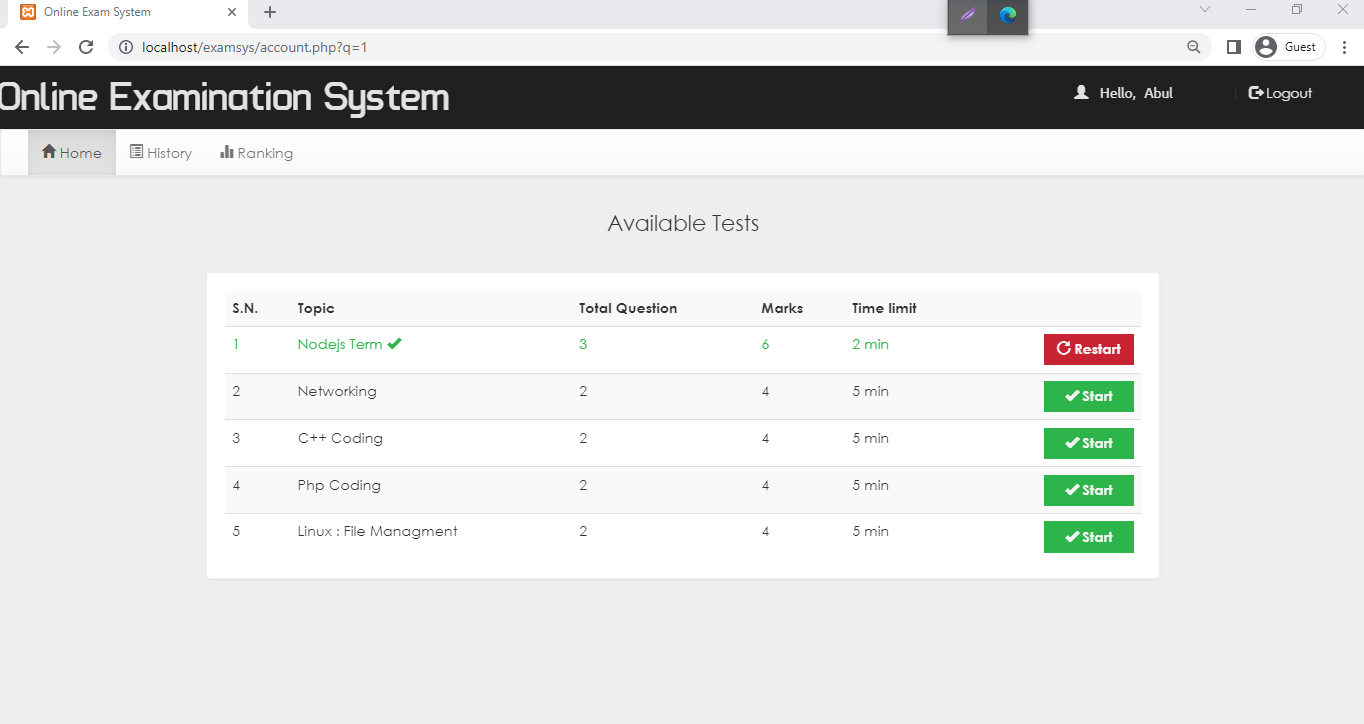 Online Exam System
localhost/examsys/account.php?q=1
Guest
Online Examination System
Hello, Abul
Logout
Home History Ranking
Available Tests
S.N. Topic Total Question Marks Time limit
1 Nodejs Term 3 6 2 min Restart
2 Networking 2 4 5 min Start
3 C++ Coding 2 4 5 min Start
4 Php Coding 2 4 5 min Start
5 Linux : File Managment 2 4 5 min Start